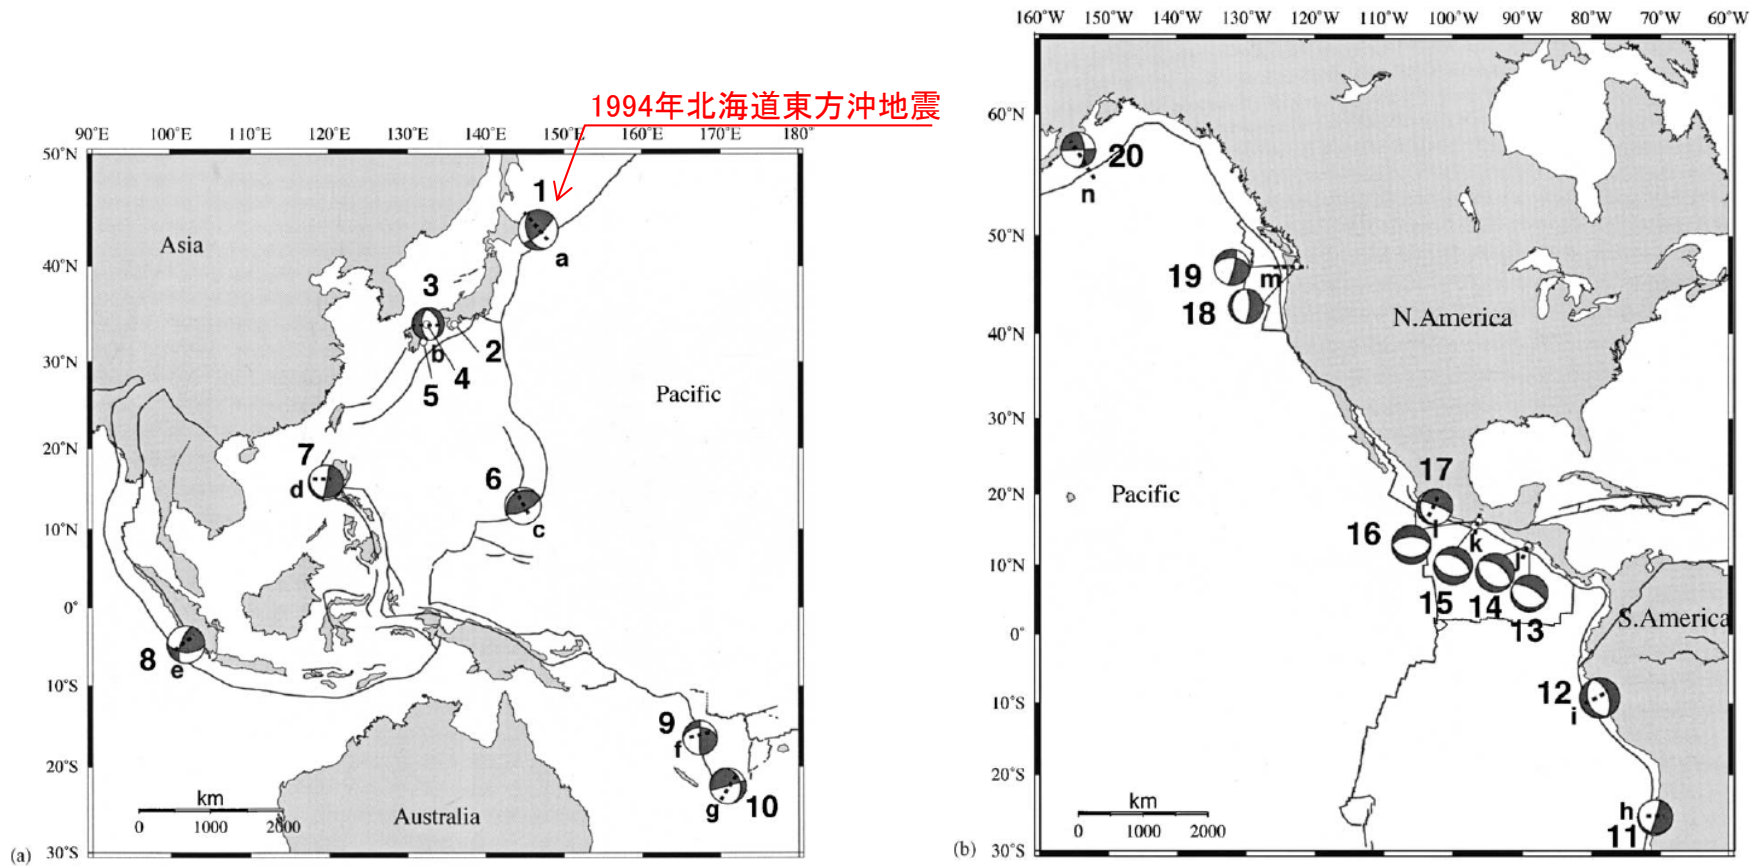 1994年北海道東方沖地震
90˚E 100˚E 120˚E 130˚E 140˚E 150˚E 160˚E 170˚E 180˚
50˚N
40˚N
30˚N
20˚N
10˚N
0˚
10˚S
20˚S
30˚S
Asia
Pacific
Australia
1
a
3
2
b
4
5
7
d
6
c
8
e
9
f
g
10
km
0 1000 2000
(a)
160˚W 150˚W 140˚W 130˚W 120˚W 110˚W 100˚W 90˚W 80˚W 70˚W 60˚W
60˚N
50˚N
40˚N
30˚N
20˚N
10˚N
0˚
10˚S
20˚S
30˚S
20
n
19
m
18
N.America
Pacific
17
16
k
j
15
14
13
S.America
12
i
h
11
km
0 1000 2000
(b)